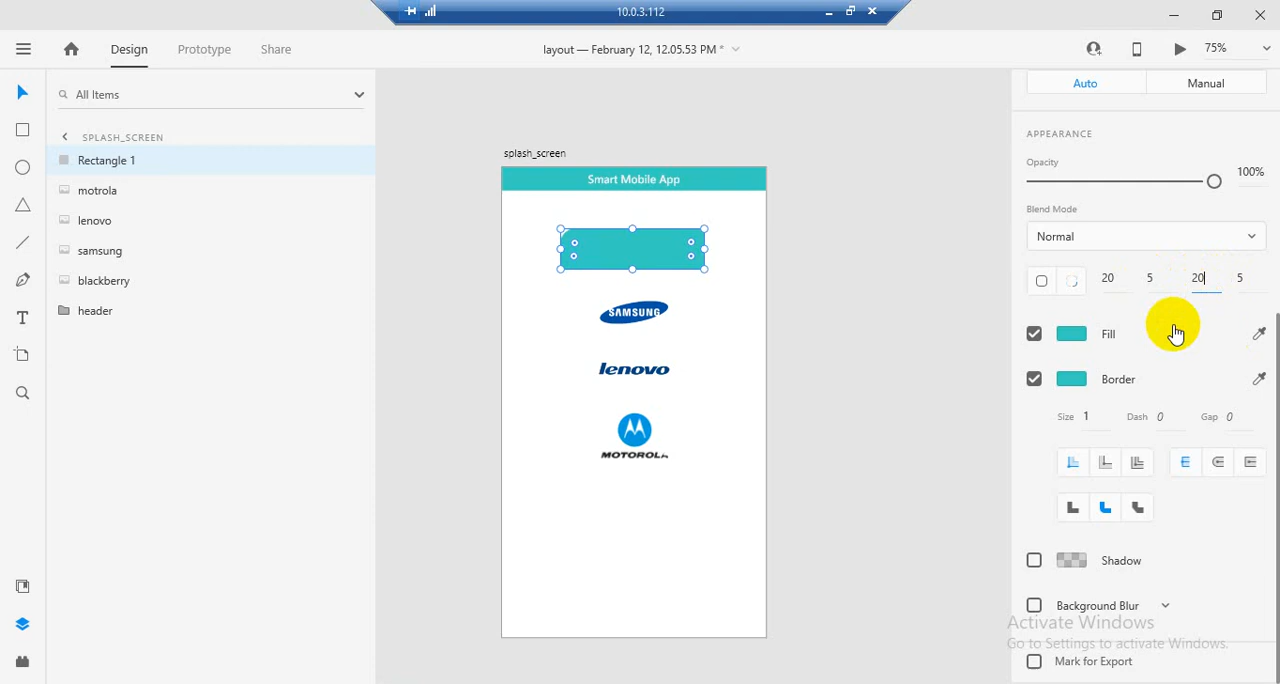 10.0.3.112
Design
Prototype
Share
layout — February 12, 12.05.53 PM *
75%
All Items
Auto
Manual
SPLASH_SCREEN
Rectangle 1
motrola
lenovo
samsung
blackberry
header
splash_screen
Smart Mobile App
SAMSUNG
lenovo
MOTOROLA
APPEARANCE
Opacity
100%
Blend Mode
Normal
20 5 20 5
Fill
Border
Size 1 Dash 0 Gap 0
Shadow
Background Blur
Activate Windows
Go to Settings to activate Windows.
Mark for Export